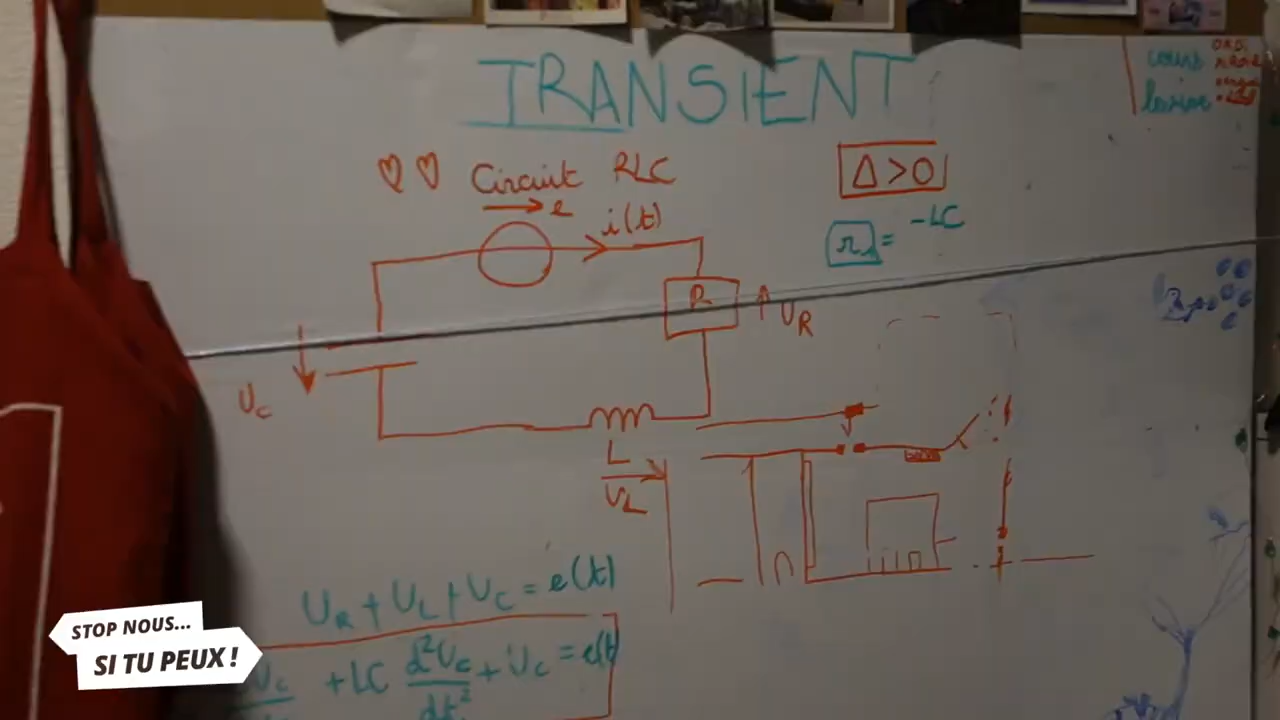 TRANSIENT
cours
Circuit RLC
Δ>0
e
i(t)
= -LC
R
U_R
U_C
L
U_L
U_R + U_L + U_C = e(t)
+LC d²U_C/dt² + U_C = e(t)
STOP NOUS...
SI TU PEUX !